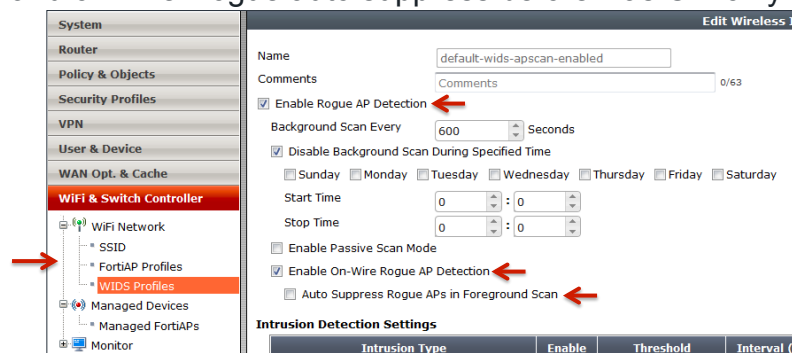 System
Edit Wireless
Router
Policy & Objects
Security Profiles
VPN
User & Device
WAN Opt. & Cache
WiFi & Switch Controller
WiFi Network
SSID
FortiAP Profiles
WIDS Profiles
Managed Devices
Managed FortiAPs
Monitor
Name default-wids-apscan-enabled
Comments Comments 0/63
Enable Rogue AP Detection
Background Scan Every 600 Seconds
Disable Background Scan During Specified Time
Sunday Monday Tuesday Wednesday Thursday Friday Saturday
Start Time 0 : 0
Stop Time 0 : 0
Enable Passive Scan Mode
Enable On-Wire Rogue AP Detection
Auto Suppress Rogue APs in Foreground Scan
Intrusion Detection Settings
Intrusion Type Enable Threshold Interval (